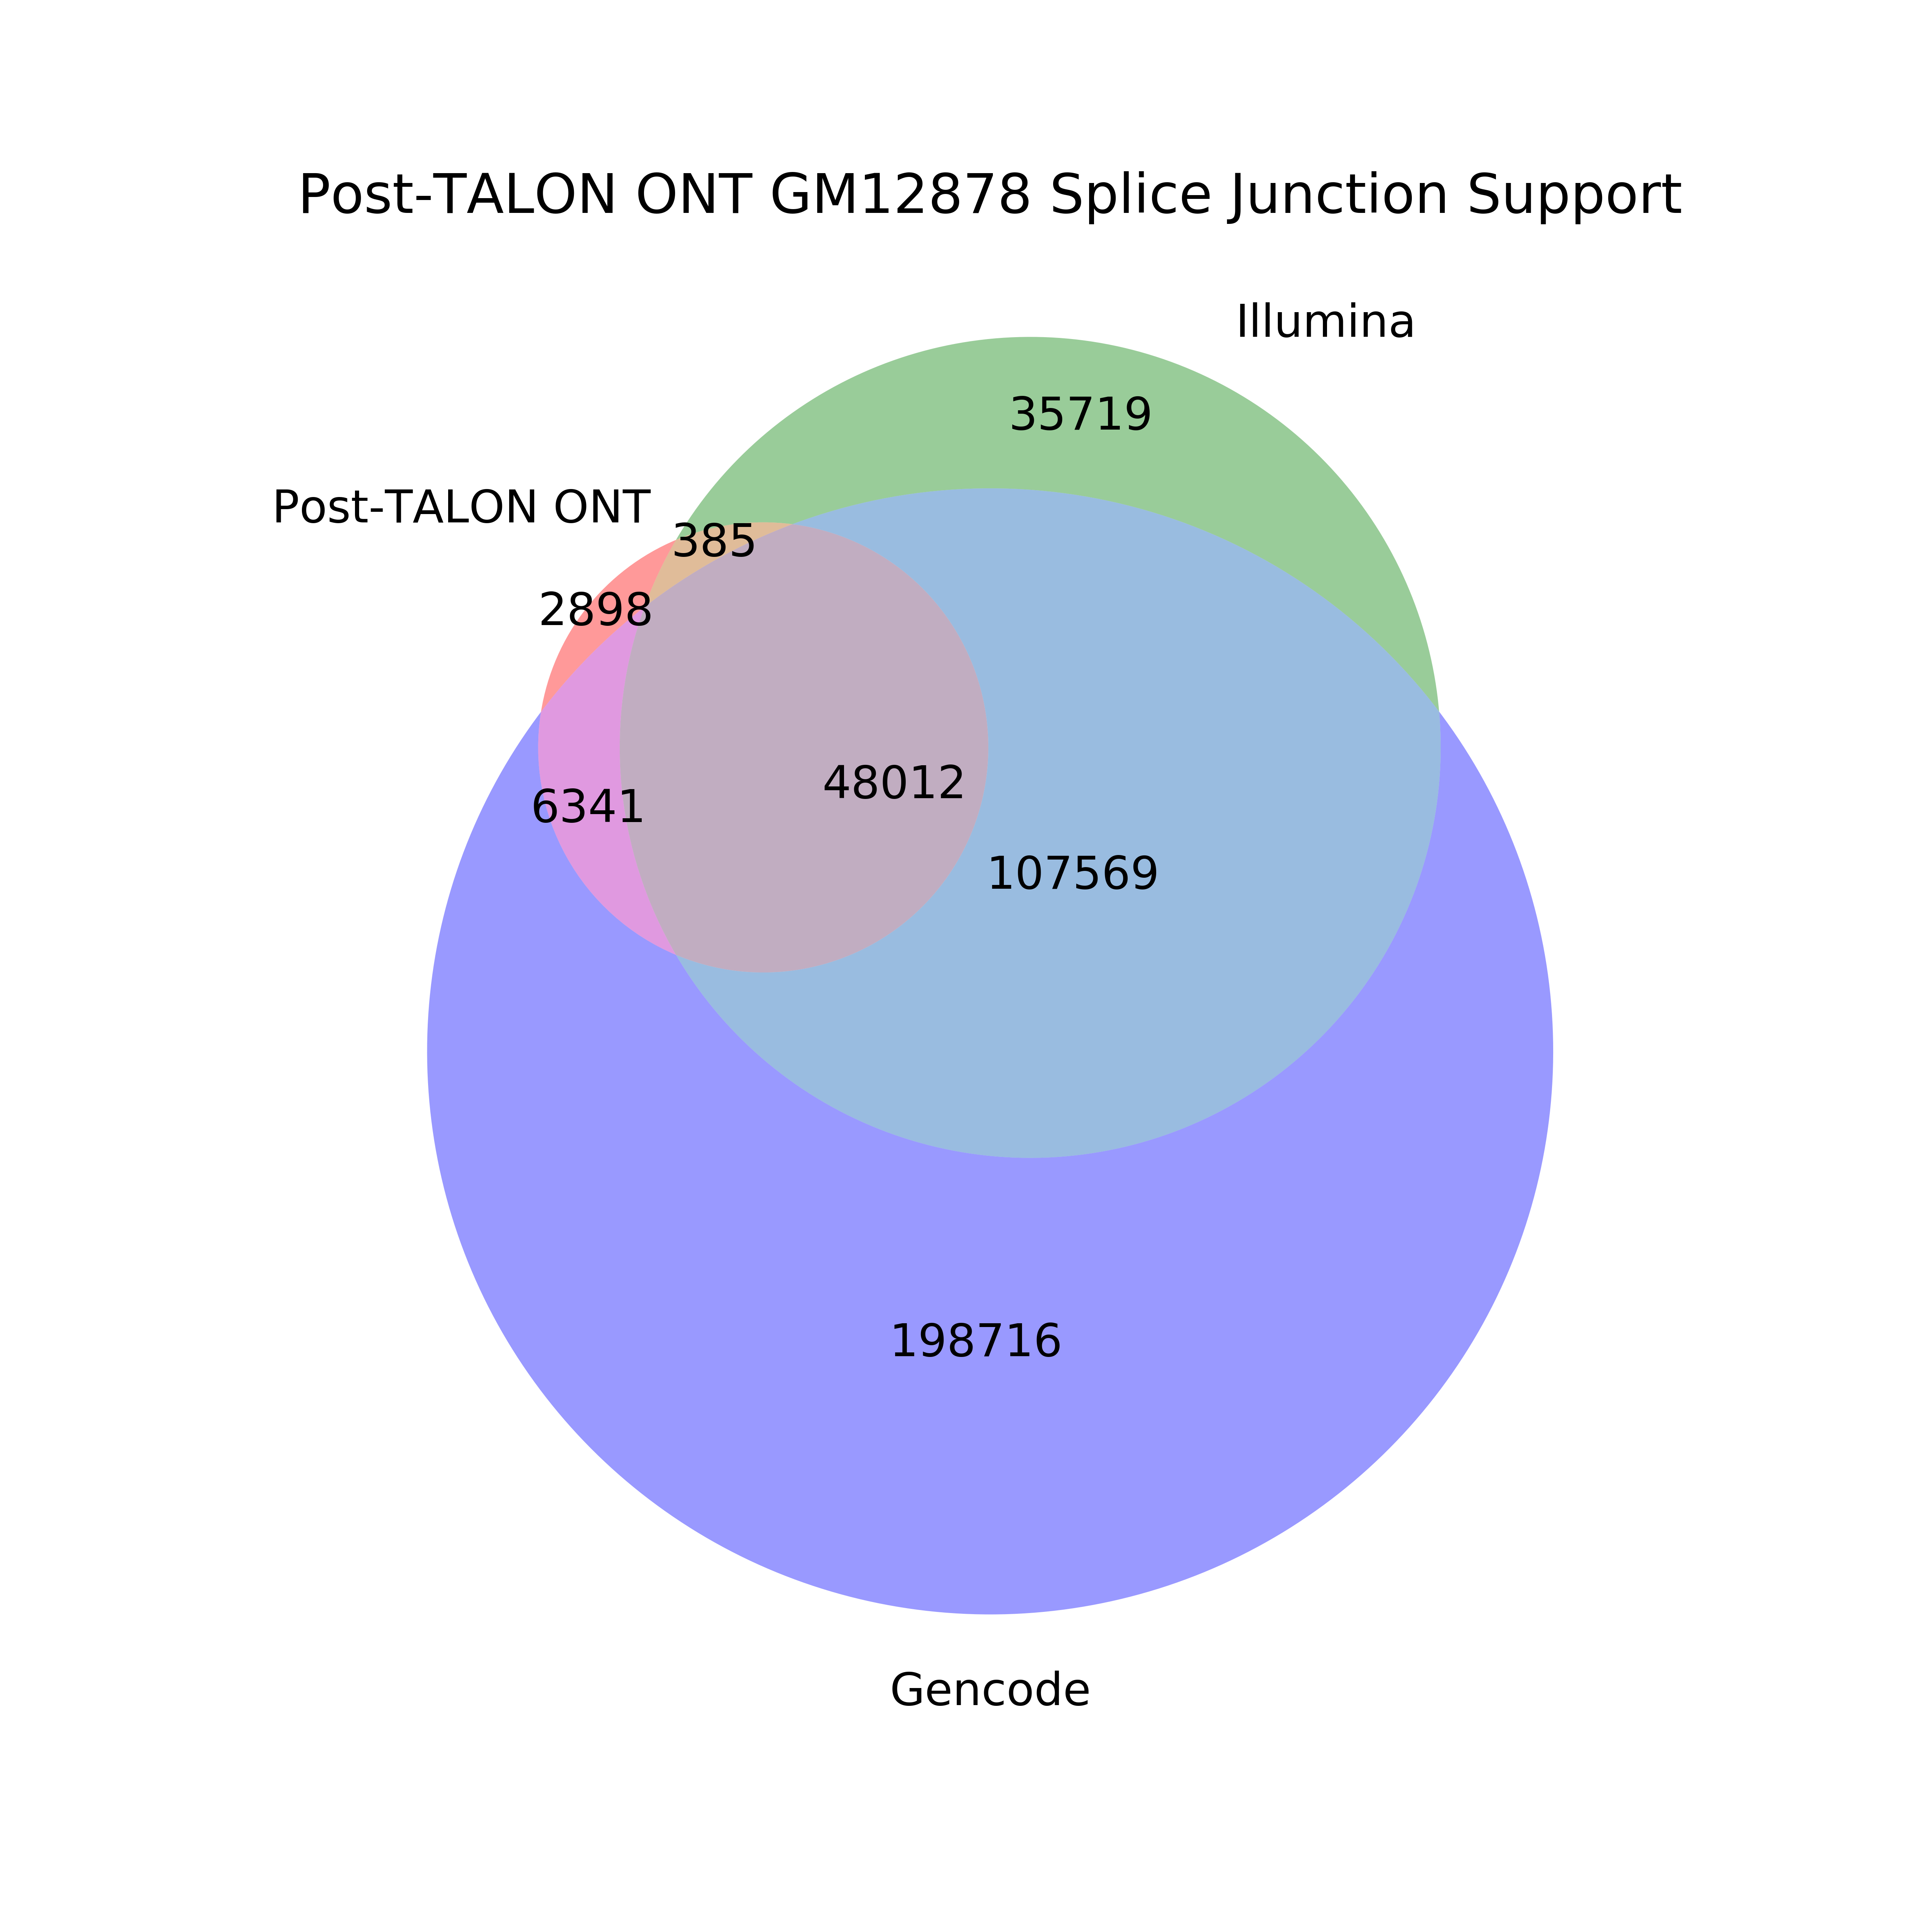 Post-TALON ONT GM12878 Splice Junction Support
Illumina
35719
Post-TALON ONT
385
2898
48012
6341
107569
198716
Gencode